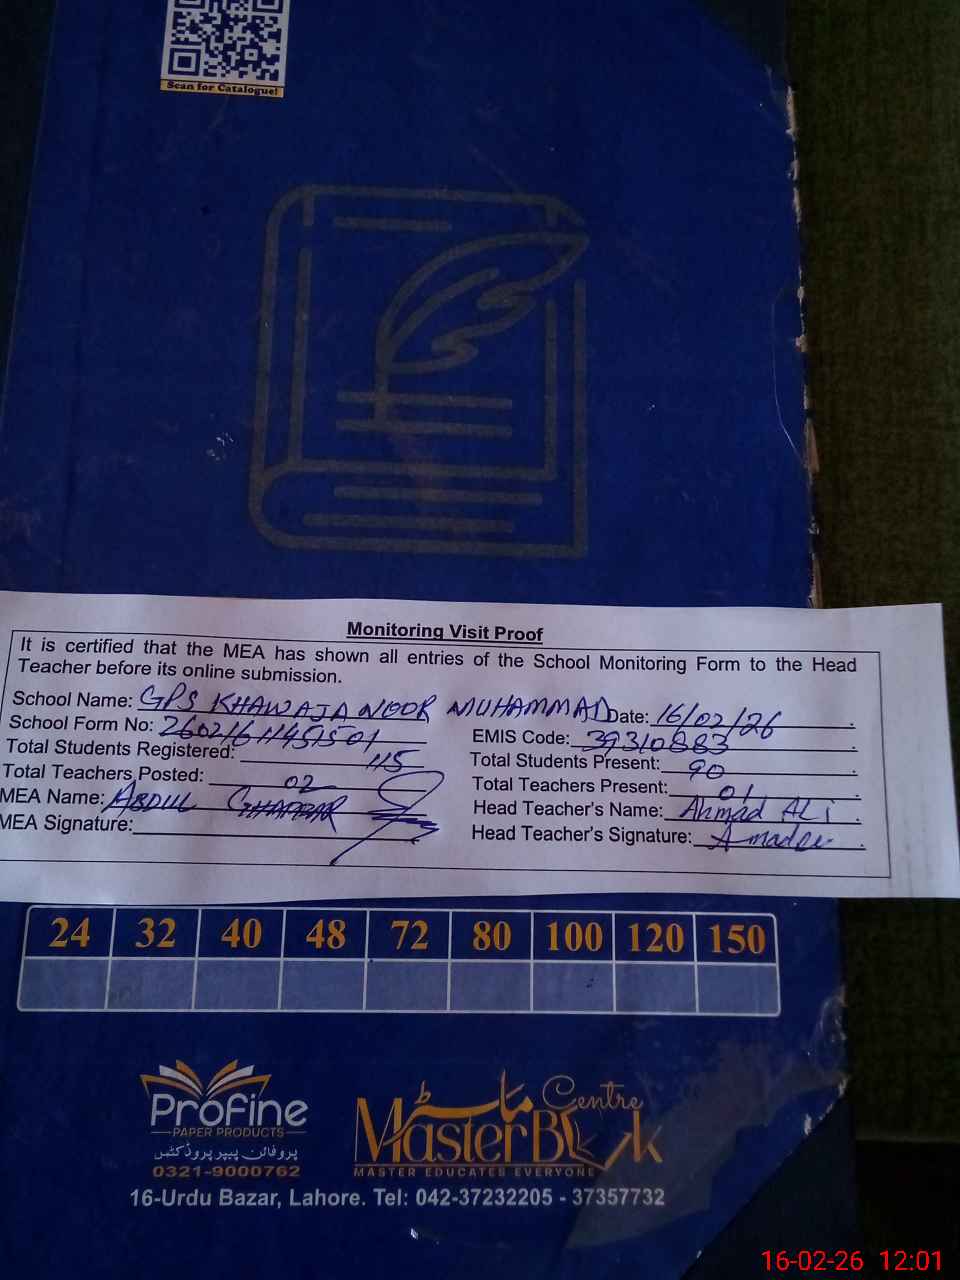 Scan for Catalogue!
Monitoring Visit Proof
It is certified that the MEA has shown all entries of the School Monitoring Form to the Head
Teacher before its online submission.
School Name: GPS KHAWAJA NOOR MUHAMMAD Date: 16/02/26
School Form No: 26021611451501 EMIS Code: 39310883
Total Students Registered: 115 Total Students Present: 90
Total Teachers Posted: 02 Total Teachers Present: 01
MEA Name: ABDUL GHAFFAR Head Teacher's Name: Ahmad ALi
MEA Signature: Head Teacher's Signature:
24 32 40 48 72 80 100 120 150
ProFine
PAPER PRODUCTS
پروفائن پیپر پروڈکٹس
0321-9000762
ماسٹر Centre
MasterBook
MASTER EDUCATES EVERYONE
16-Urdu Bazar, Lahore. Tel: 042-37232205 - 37357732
16-02-26 12:01